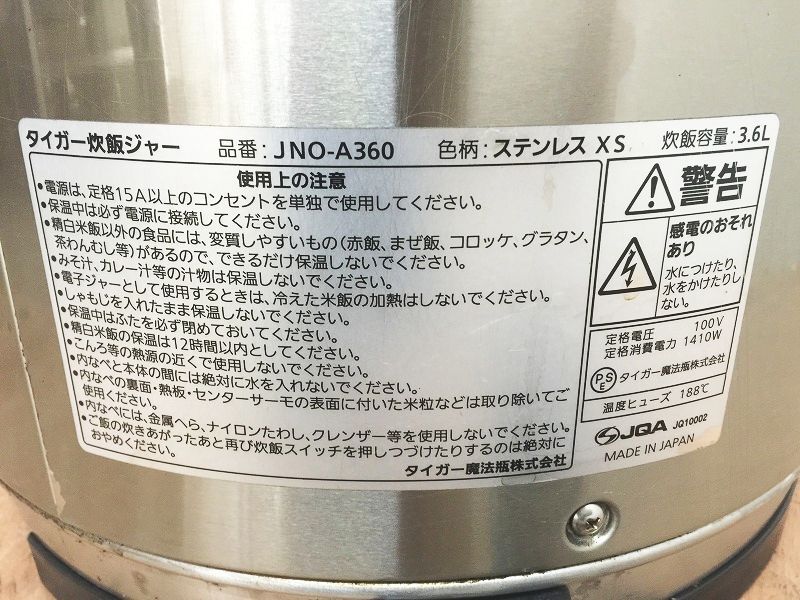 タイガー炊飯ジャー 品番:JNO-A360 色柄:ステンレス XS 炊飯容量:3.6L
使用上の注意
•電源は、定格15A以上のコンセントを単独で使用してください。
•保温中は必ず電源に接続してください。
•精白米飯以外の食品には、変質しやすいもの(赤飯、まぜ飯、コロッケ、グラタン、
茶わんむし等)があるので、できるだけ保温しないでください。
•みそ汁、カレー汁等の汁物は保温しないでください。
•電子ジャーとして使用するときは、冷えた米飯の加熱はしないでください。
•しゃもじを入れたまま保温しないでください。
•保温中はふたを必ず閉めておいてください。
•精白米飯の保温は12時間以内としてください。
•こんろ等の熱源の近くで使用しないでください。
•内なべと本体の間には絶対に水を入れないでください。
•内なべの裏面・熱板・センターサーモの表面に付いた米粒などは取り除いてご
使用ください。
•内なべには、金属へら、ナイロンたわし、クレンザー等を使用しないでください。
•ご飯の炊きあがったあと再び炊飯スイッチを押しつづけたりするのは絶対に
おやめください。
タイガー魔法瓶株式会社
警告
感電のおそれ
あり
水につけたり、
水をかけたりし
ない。
定格電圧 100V
定格消費電力 1410W
PSE タイガー魔法瓶株式会社
温度ヒューズ 188℃
JQA JQ10002
MADE IN JAPAN